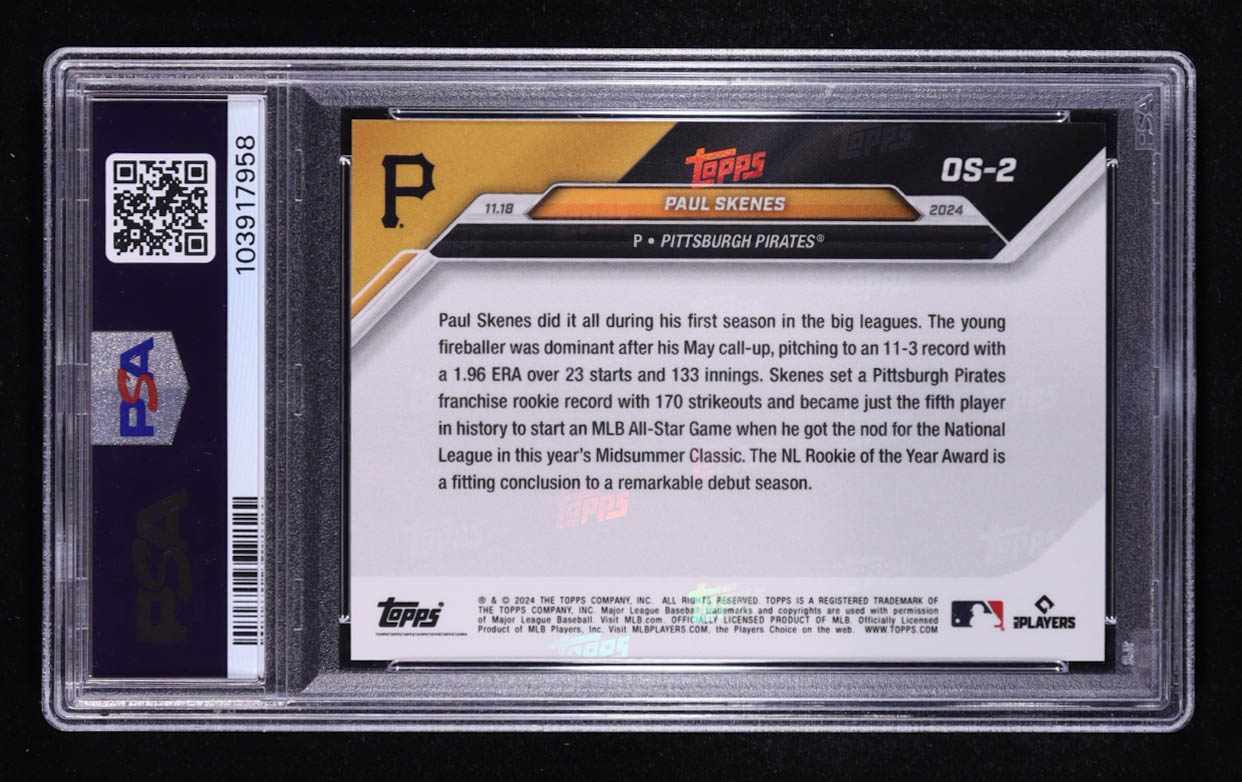 103917958
PSA
PSA
PSA
P
TOPPS
OS-2
11.18
PAUL SKENES
2024
P • PITTSBURGH PIRATES®
Paul Skenes did it all during his first season in the big leagues. The young
fireballer was dominant after his May call-up, pitching to an 11-3 record with
a 1.96 ERA over 23 starts and 133 innings. Skenes set a Pittsburgh Pirates
franchise rookie record with 170 strikeouts and became just the fifth player
in history to start an MLB All-Star Game when he got the nod for the National
League in this year's Midsummer Classic. The NL Rookie of the Year Award is
a fitting conclusion to a remarkable debut season.
TOPPS
topps
® & © 2024 THE TOPPS COMPANY, INC. ALL RIGHTS RESERVED. TOPPS IS A REGISTERED TRADEMARK OF
THE TOPPS COMPANY, INC. Major League Baseball trademarks and copyrights are used with permission
of Major League Baseball. Visit MLB.com. OFFICIALLY LICENSED PRODUCT OF MLB. Officially Licensed
Product of MLB Players, Inc. Visit MLBPLAYERS.COM, the Players Choice on the web. WWW.TOPPS.COM
PLAYERS